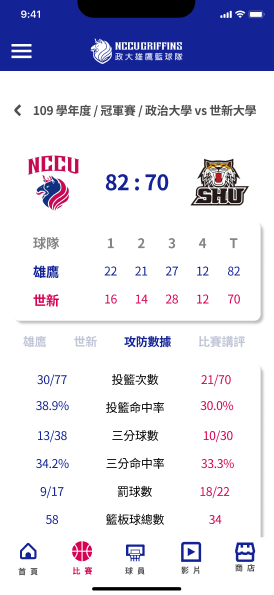 9:41
NCCU GRIFFINS
政大雄鷹籃球隊
109 學年度 / 冠軍賽 / 政治大學 vs 世新大學
NCCU
82 : 70
SHU
球隊 1 2 3 4 T
雄鷹 22 21 27 12 82
世新 16 14 28 12 70
雄鷹 世新 攻防數據 比賽講評
30/77 投籃次數 21/70
38.9% 投籃命中率 30.0%
13/38 三分球數 10/30
34.2% 三分命中率 33.3%
9/17 罰球數 18/22
58 籃板球總數 34
首頁 比賽 球員 影片 商店